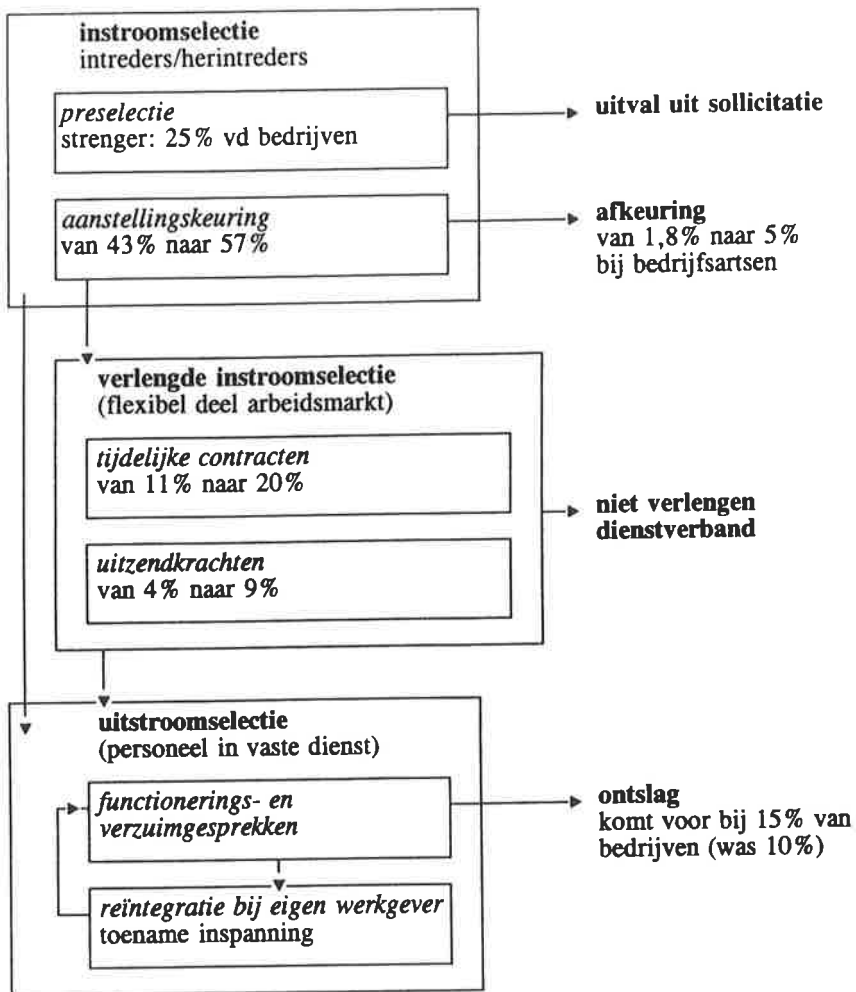 instroomselectie
intreders/herintreders
preselectie
strenger: 25% vd bedrijven
uitval uit sollicitatie
aanstellingskeuring
van 43% naar 57%
afkeuring
van 1,8% naar 5%
bij bedrijfsartsen
verlengde instroomselectie
(flexibel deel arbeidsmarkt)
tijdelijke contracten
van 11% naar 20%
uitzendkrachten
van 4% naar 9%
niet verlengen
dienstverband
uitstroomselectie
(personeel in vaste dienst)
functionerings- en
verzuimgesprekken
ontslag
komt voor bij 15% van
bedrijven (was 10%)
reïntegratie bij eigen werkgever
toename inspanning